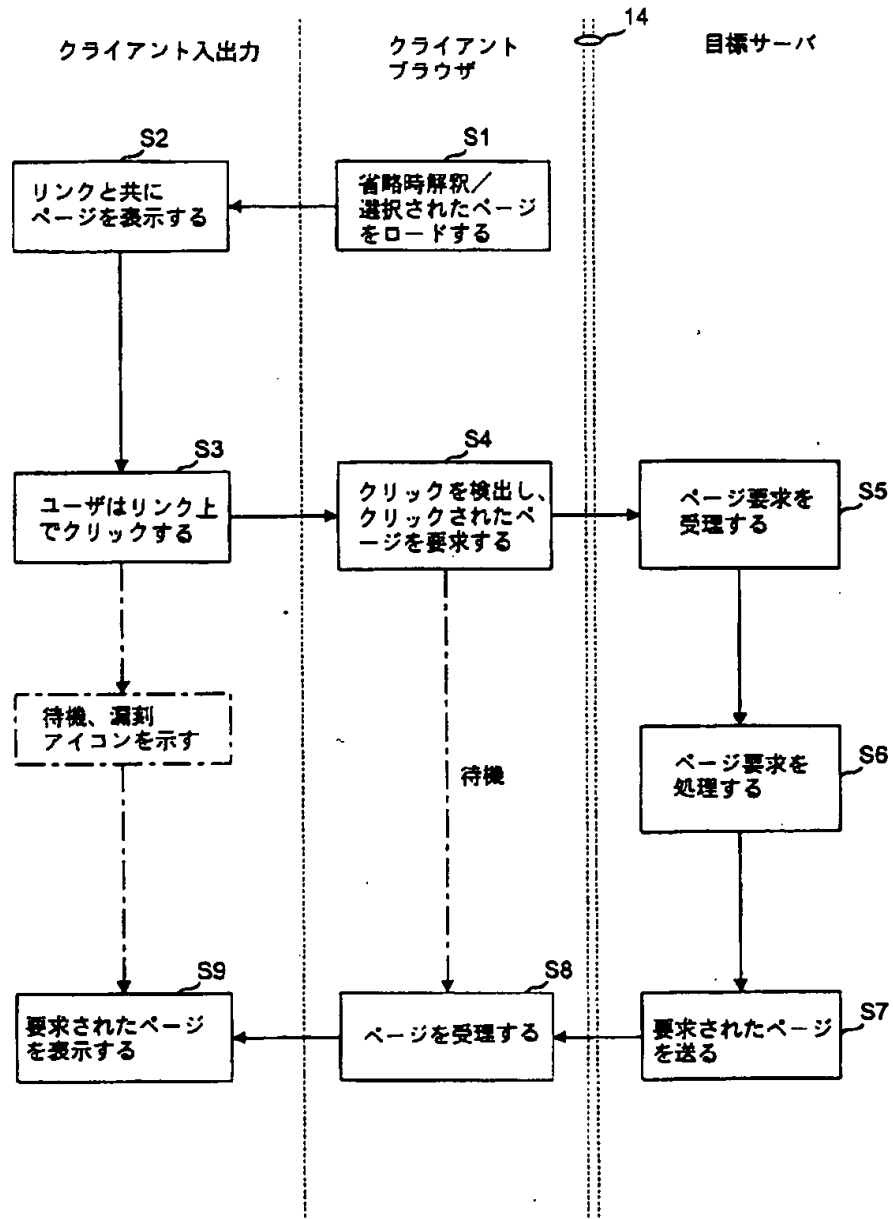 クライアント入出力
クライアント
ブラウザ
14
目標サーバ
S2
リンクと共に
ページを表示する
S1
省略時解釈／
選択されたページ
をロードする
S3
ユーザはリンク上
でクリックする
S4
クリックを検出し、
クリックされたペ
ージを要求する
S5
ページ要求を
受理する
待機、漏刻
アイコンを示す
待機
S6
ページ要求を
処理する
S9
要求されたページ
を表示する
S8
ページを受理する
S7
要求されたページ
を送る